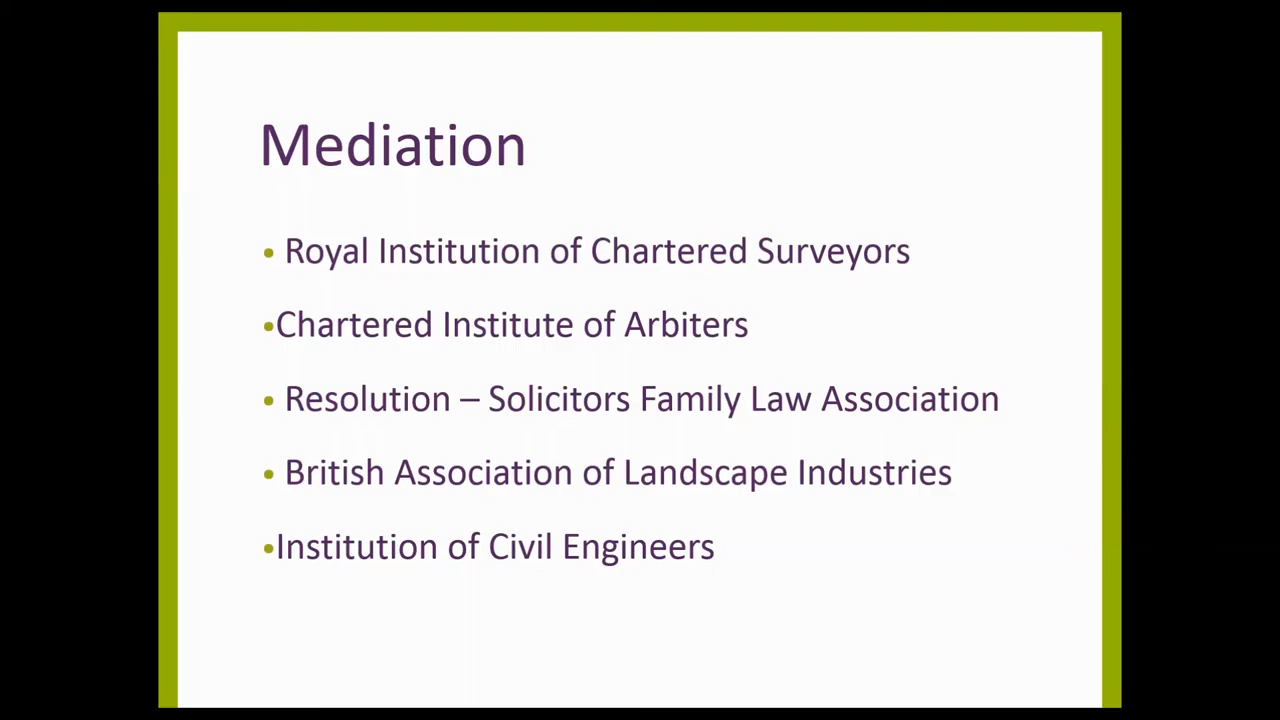 Mediation
• Royal Institution of Chartered Surveyors
•Chartered Institute of Arbiters
• Resolution – Solicitors Family Law Association
• British Association of Landscape Industries
•Institution of Civil Engineers